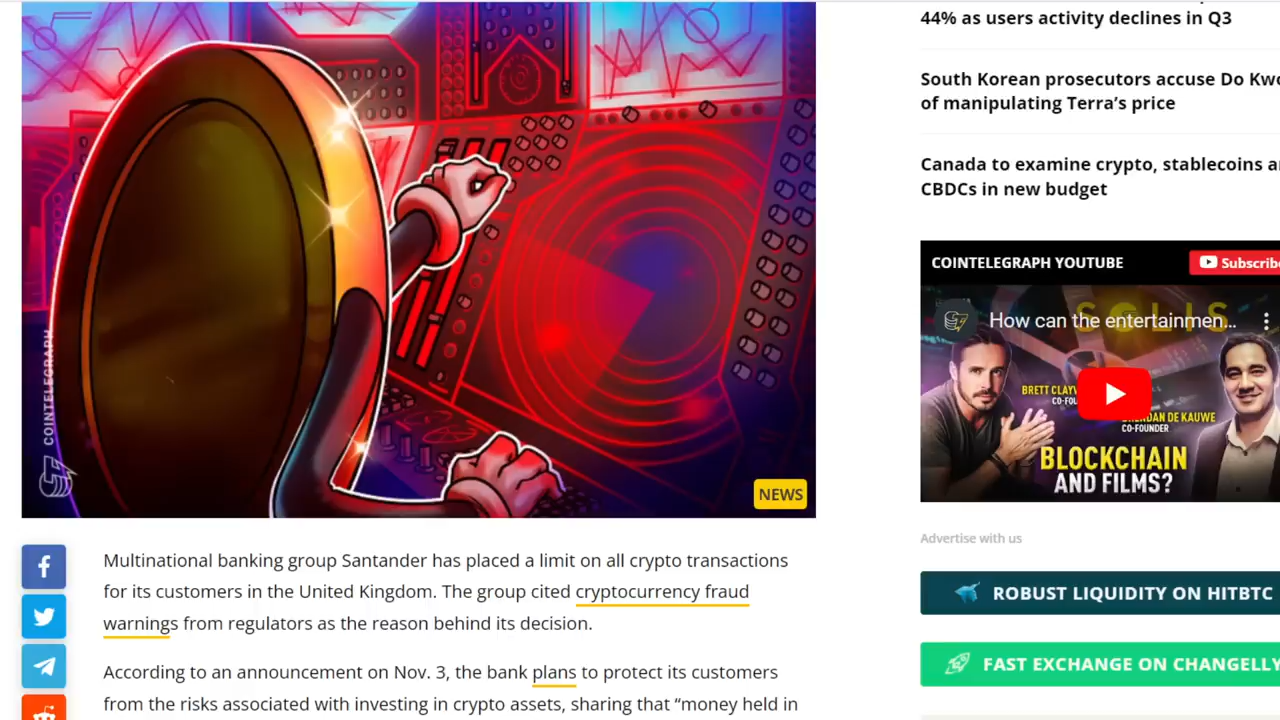 COINTELEGRAPH
NEWS
Multinational banking group Santander has placed a limit on all crypto transactions
for its customers in the United Kingdom. The group cited cryptocurrency fraud
warnings from regulators as the reason behind its decision.
According to an announcement on Nov. 3, the bank plans to protect its customers
from the risks associated with investing in crypto assets, sharing that “money held in
44% as users activity declines in Q3
South Korean prosecutors accuse Do Kwo
of manipulating Terra’s price
Canada to examine crypto, stablecoins a
CBDCs in new budget
COINTELEGRAPH YOUTUBE
Subscribe
SOLIS
How can the entertainmen...
BRETT CLAY
CO-FOU
DE KAUWE
CO-FOUNDER
BLOCKCHAIN
AND FILMS?
Advertise with us
ROBUST LIQUIDITY ON HITBTC
FAST EXCHANGE ON CHANGELLY